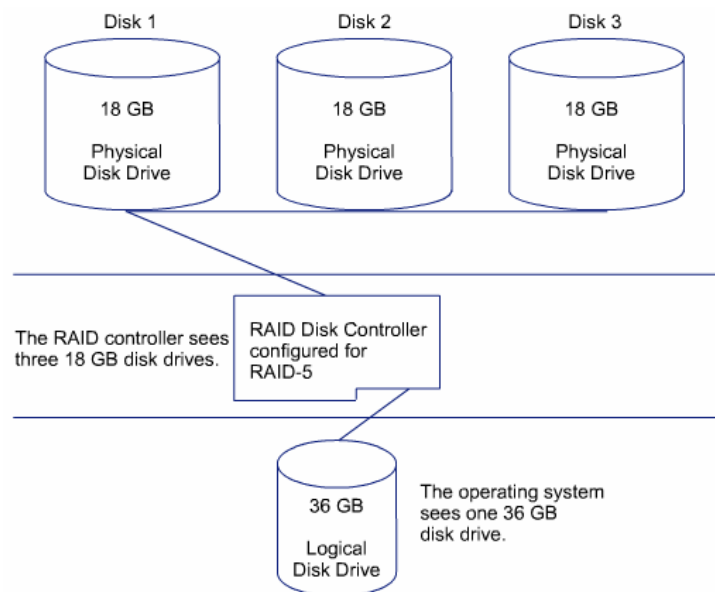 Disk 1
Disk 2
Disk 3
18 GB
Physical
Disk Drive
18 GB
Physical
Disk Drive
18 GB
Physical
Disk Drive
The RAID controller sees
three 18 GB disk drives.
RAID Disk Controller
configured for
RAID-5
36 GB
Logical
Disk Drive
The operating system
sees one 36 GB
disk drive.